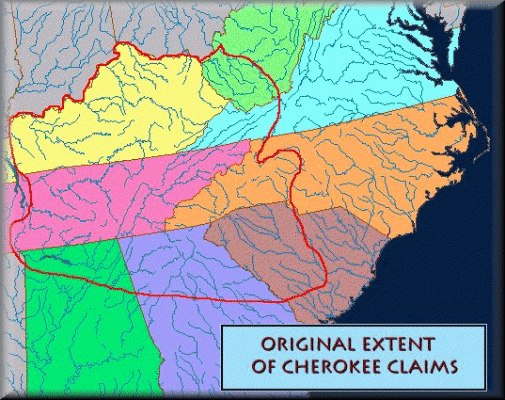 ORIGINAL EXTENT
OF CHEROKEE CLAIMS